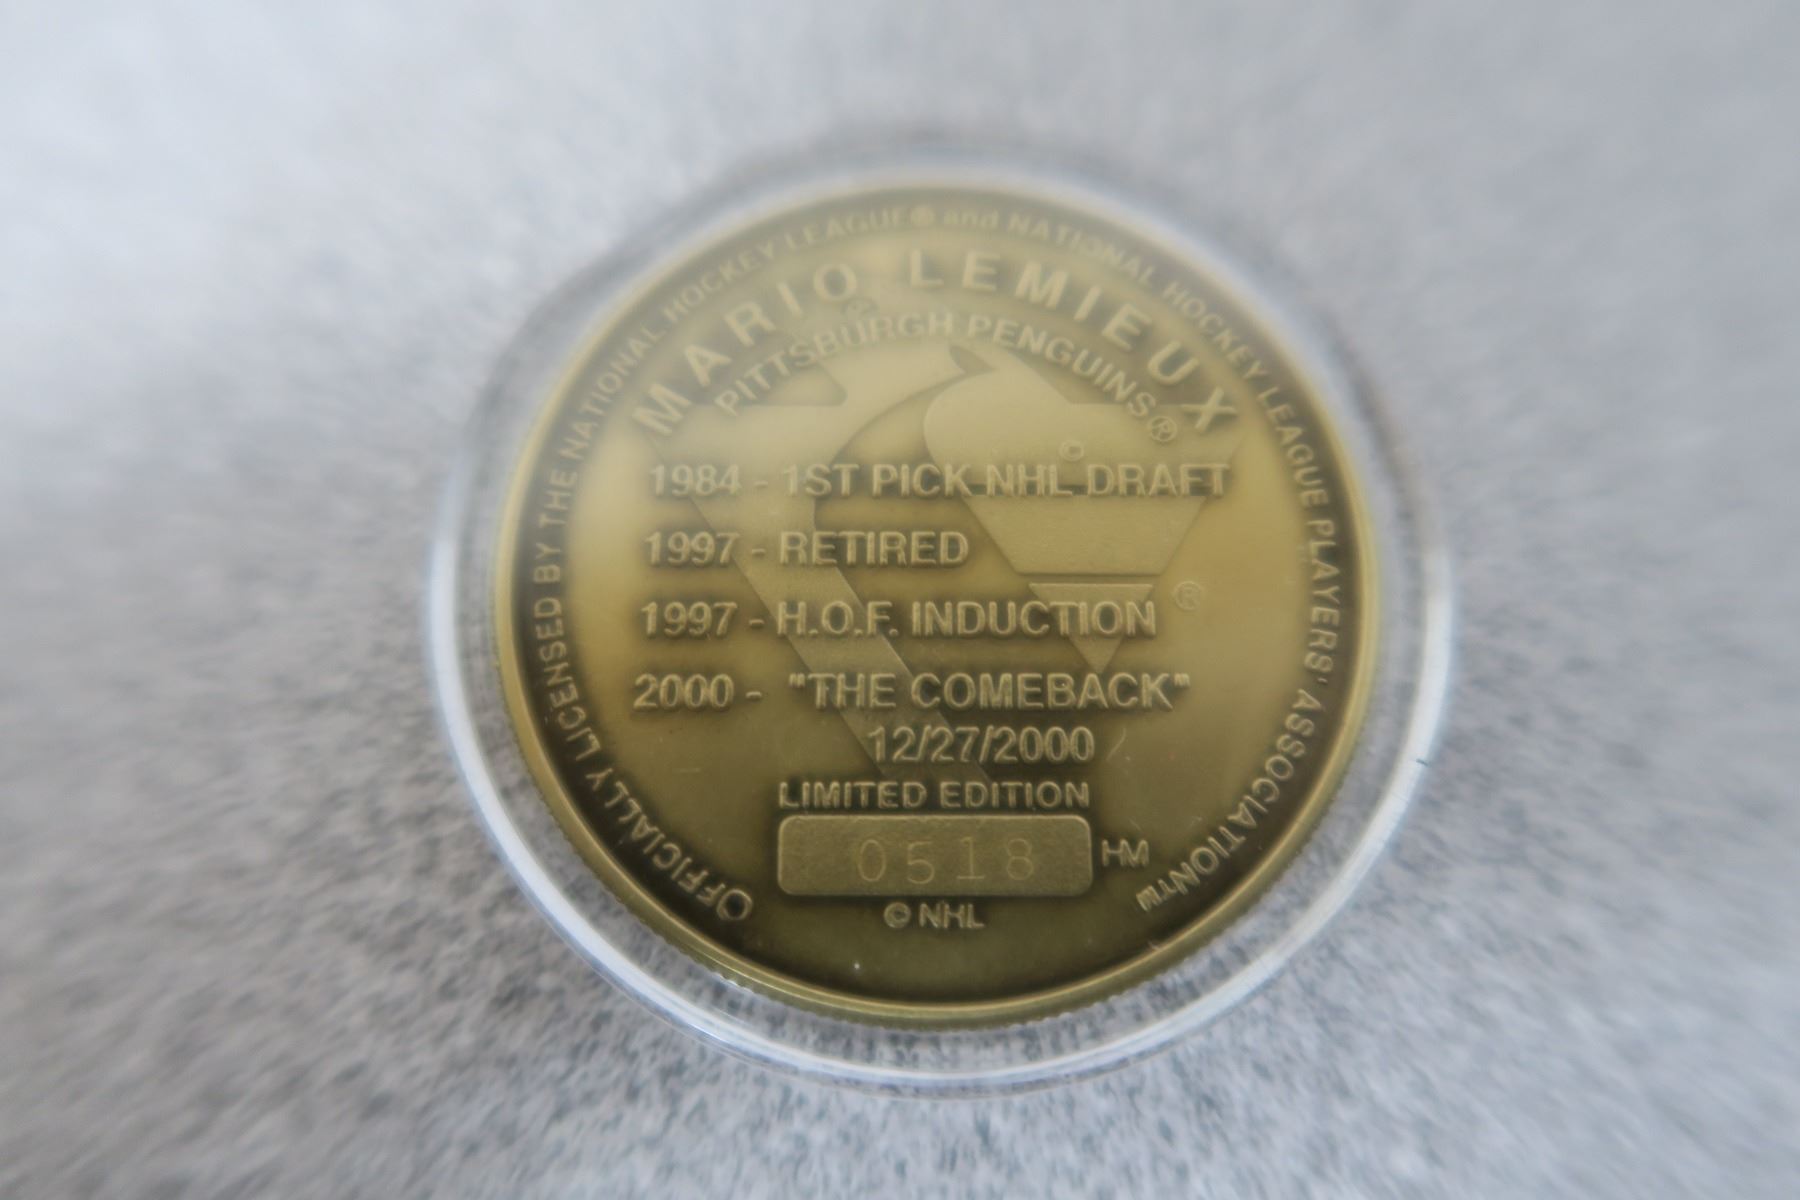 OFFICIALLY LICENSED BY THE NATIONAL HOCKEY LEAGUE® and NATIONAL HOCKEY LEAGUE PLAYERS' ASSOCIATION™
MARIO LEMIEUX
PITTSBURGH PENGUINS®
1984 - 1ST PICK NHL DRAFT
1997 - RETIRED
1997 - H.O.F. INDUCTION
2000 - "THE COMEBACK"
12/27/2000
LIMITED EDITION
0518 HM
© NHL